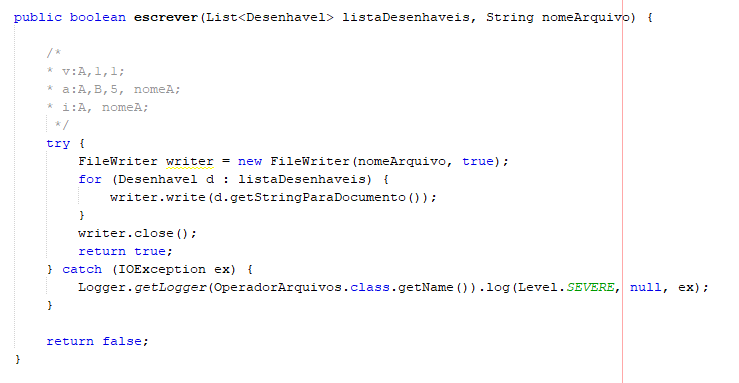 public boolean escrever(List<Desenhavel> listaDesenhaveis, String nomeArquivo) {
/*
* v:A,1,1;
* a:A,B,5, nomeA;
* i:A, nomeA;
*/
try {
FileWriter writer = new FileWriter(nomeArquivo, true);
for (Desenhavel d : listaDesenhaveis) {
writer.write(d.getStringParaDocumento());
}
writer.close();
return true;
} catch (IOException ex) {
Logger.getLogger(OperadorArquivos.class.getName()).log(Level.SEVERE, null, ex);
}
return false;
}